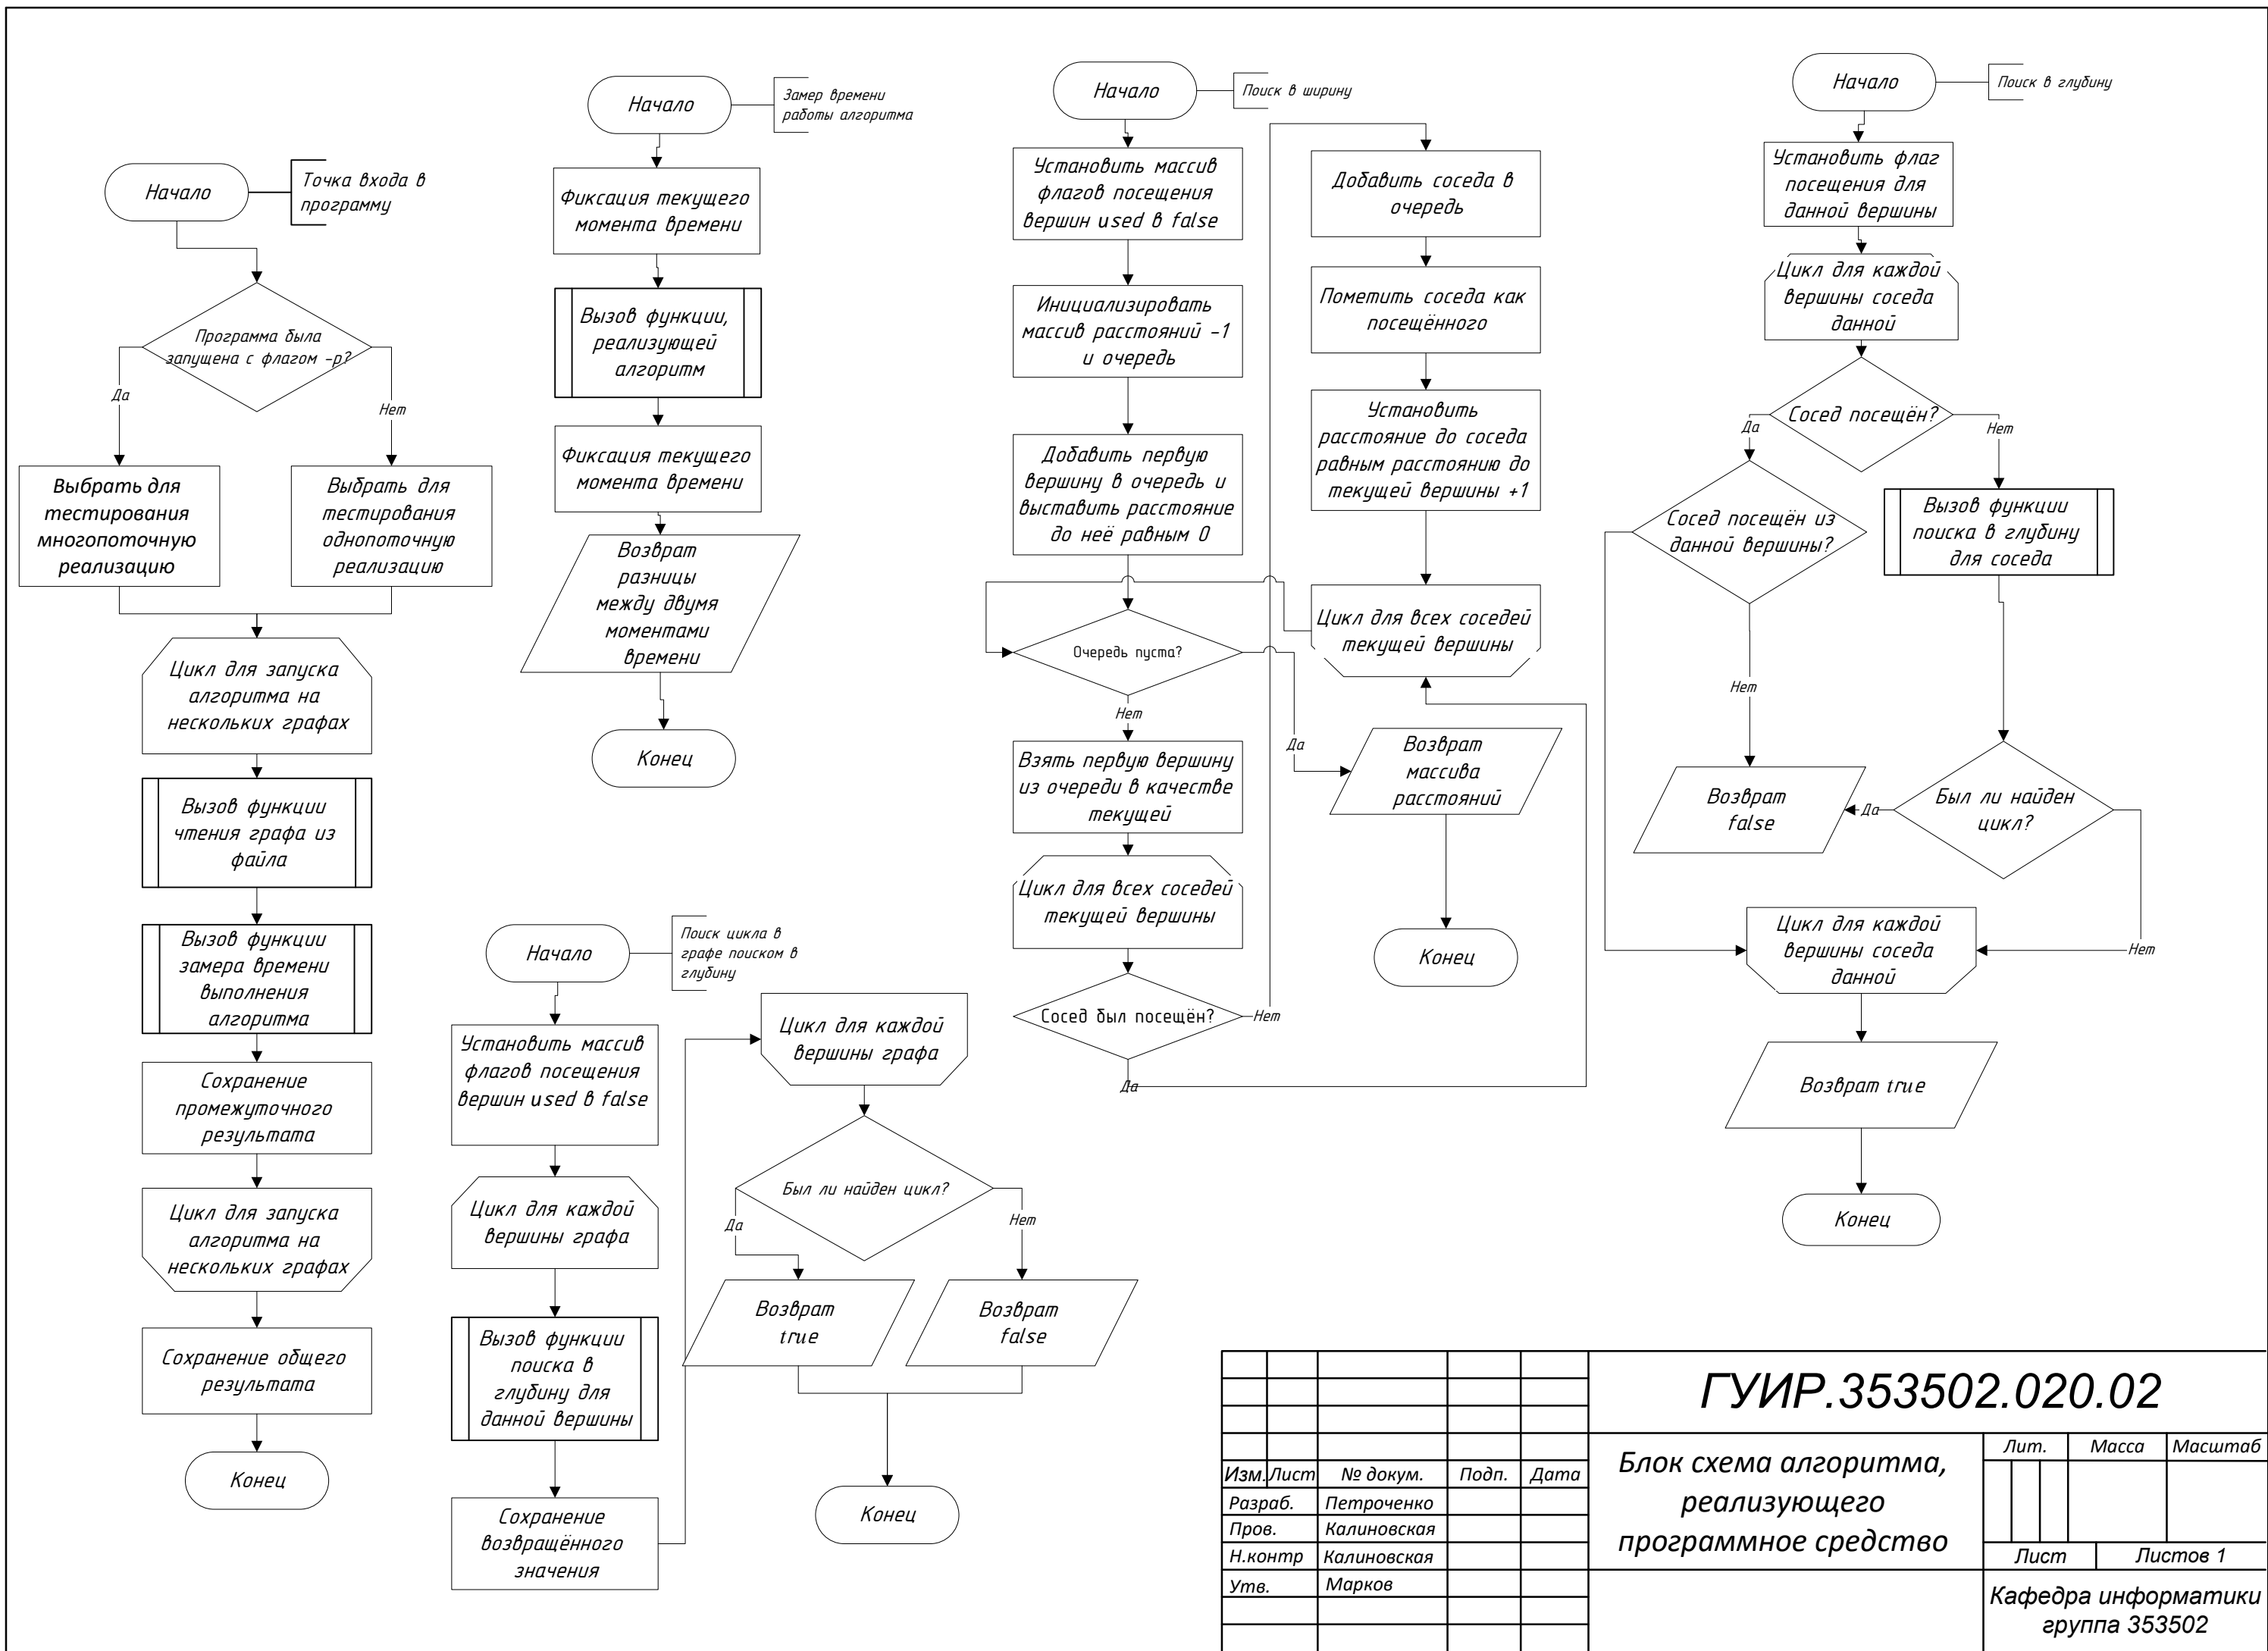 Начало
Точка входа в
программу
Программа была
запущена с флагом -p?
Да
Нет
Выбрать для
тестирования
многопоточную
реализацию
Выбрать для
тестирования
однопоточную
реализацию
Цикл для запуска
алгоритма на
нескольких графах
Вызов функции
чтения графа из
файла
Вызов функции
замера времени
выполнения
алгоритма
Сохранение
промежуточного
результата
Цикл для запуска
алгоритма на
нескольких графах
Сохранение общего
результата
Конец
Начало
Замер времени
работы алгоритма
Фиксация текущего
момента времени
Вызов функции,
реализующей
алгоритм
Фиксация текущего
момента времени
Возврат
разницы
между двумя
моментами
времени
Конец
Начало
Поиск цикла в
графе поиском в
глубину
Установить массив
флагов посещения
вершин used в false
Цикл для каждой
вершины графа
Вызов функции
поиска в
глубину для
данной вершины
Сохранение
возвращённого
значения
Цикл для каждой
вершины графа
Был ли найден цикл?
Да
Нет
Возврат
true
Возврат
false
Конец
Начало
Поиск в ширину
Установить массив
флагов посещения
вершин used в false
Инициализировать
массив расстояний -1
и очередь
Добавить первую
вершину в очередь и
выставить расстояние
до неё равным 0
Очередь пуста?
Нет
Да
Взять первую вершину
из очереди в качестве
текущей
Цикл для всех соседей
текущей вершины
Сосед был посещён?
Нет
Да
Добавить соседа в
очередь
Пометить соседа как
посещённого
Установить
расстояние до соседа
равным расстоянию до
текущей вершины +1
Цикл для всех соседей
текущей вершины
Возврат
массива
расстояний
Конец
Начало
Поиск в глубину
Установить флаг
посещения для
данной вершины
Цикл для каждой
вершины соседа
данной
Сосед посещён?
Да
Нет
Сосед посещён из
данной вершины?
Вызов функции
поиска в глубину
для соседа
Нет
Возврат
false
Да
Был ли найден
цикл?
Нет
Цикл для каждой
вершины соседа
данной
Возврат true
Конец
ГУИР.353502.020.02
Блок схема алгоритма,
реализующего
программное средство
Лит. Масса Масштаб
Изм. Лист № докум. Подп. Дата
Разраб. Петроченко
Пров. Калиновская
Н.контр Калиновская
Утв. Марков
Лист Листов 1
Кафедра информатики
группа 353502